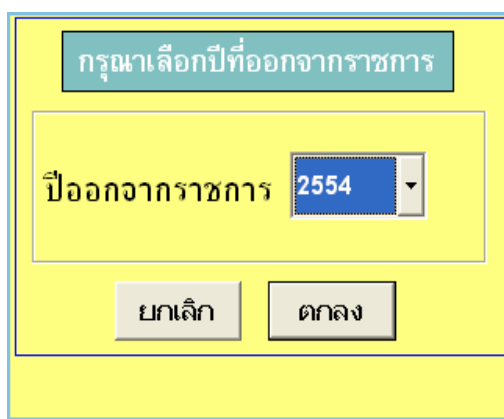 กรุณาเลือกปีที่ออกจากราชการ
ปีออกจากราชการ 2554
ยกเลิก ตกลง